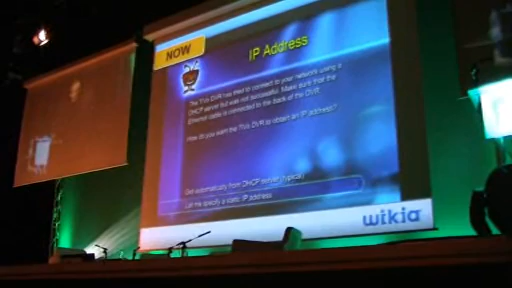 NOW
IP Address
The TiVo DVR has tried to connect to your network using a
DHCP server but was not successful. Make sure that the
Ethernet cable is connected to the back of the DVR.
How do you want the TiVo DVR to obtain an IP address?
Get automatically from DHCP server (typical)
Let me specify a static IP address
wikia